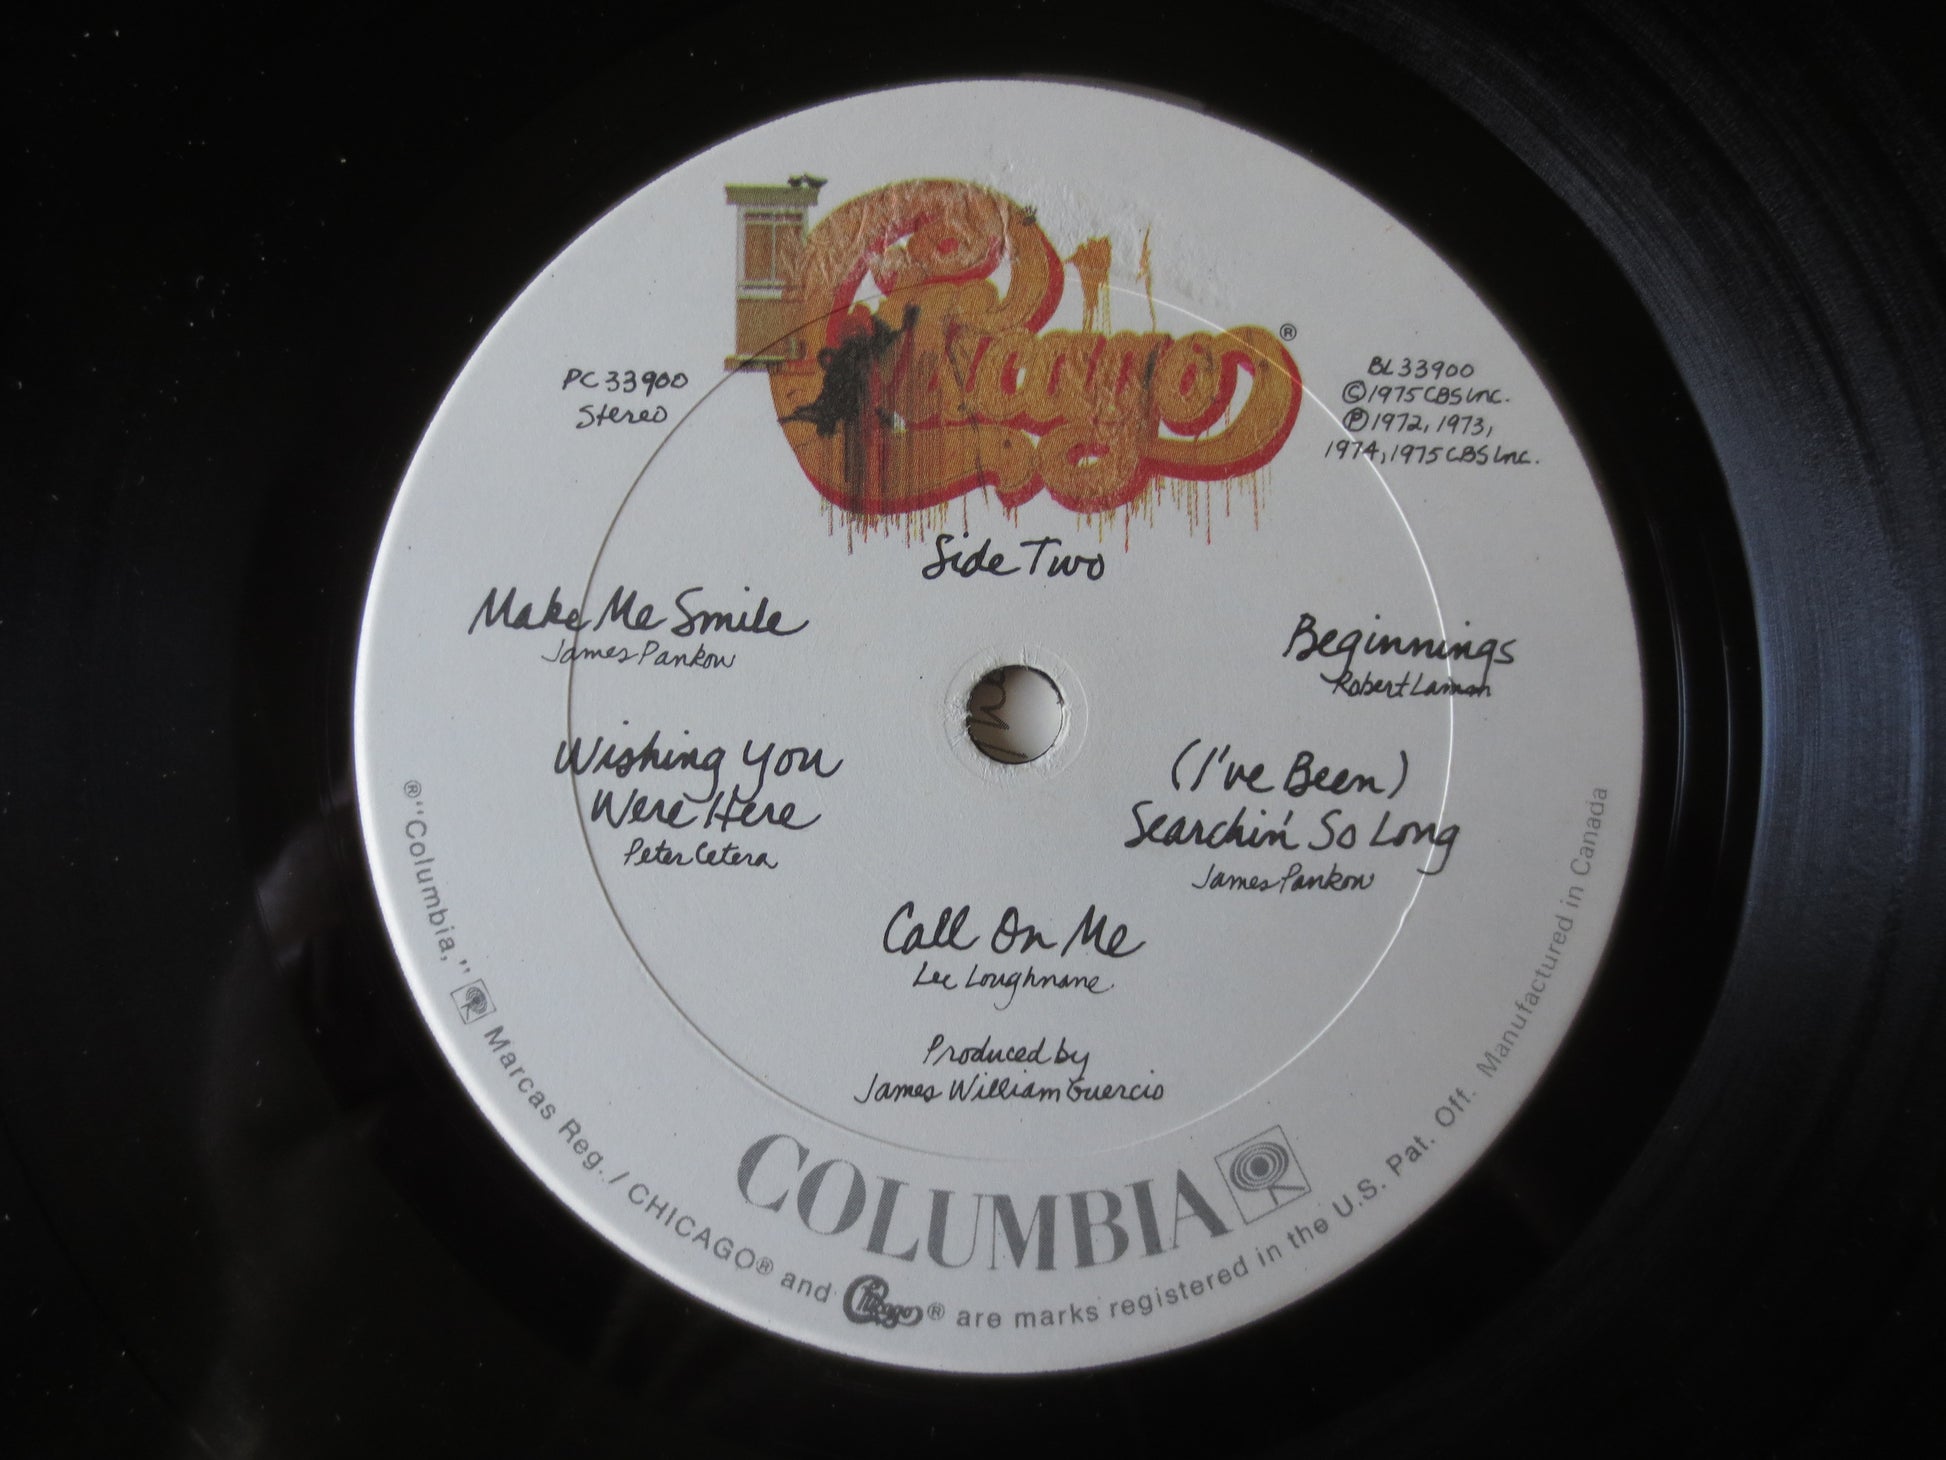 Chicago ®
PC 33900
Stereo
BL 33900
© 1975 CBS Inc.
℗ 1972, 1973,
1974, 1975 CBS Inc.
Side Two
Make Me Smile
James Pankow
Wishing You
Were Here
Peter Cetera
Beginnings
Robert Lamm
(I've Been)
Searchin' So Long
James Pankow
Call On Me
Lee Loughnane
Produced by
James William Guercio
COLUMBIA
® "Columbia," Marcas Reg. / CHICAGO® and Chicago® are marks registered in the U.S. Pat. Off. Manufactured in Canada